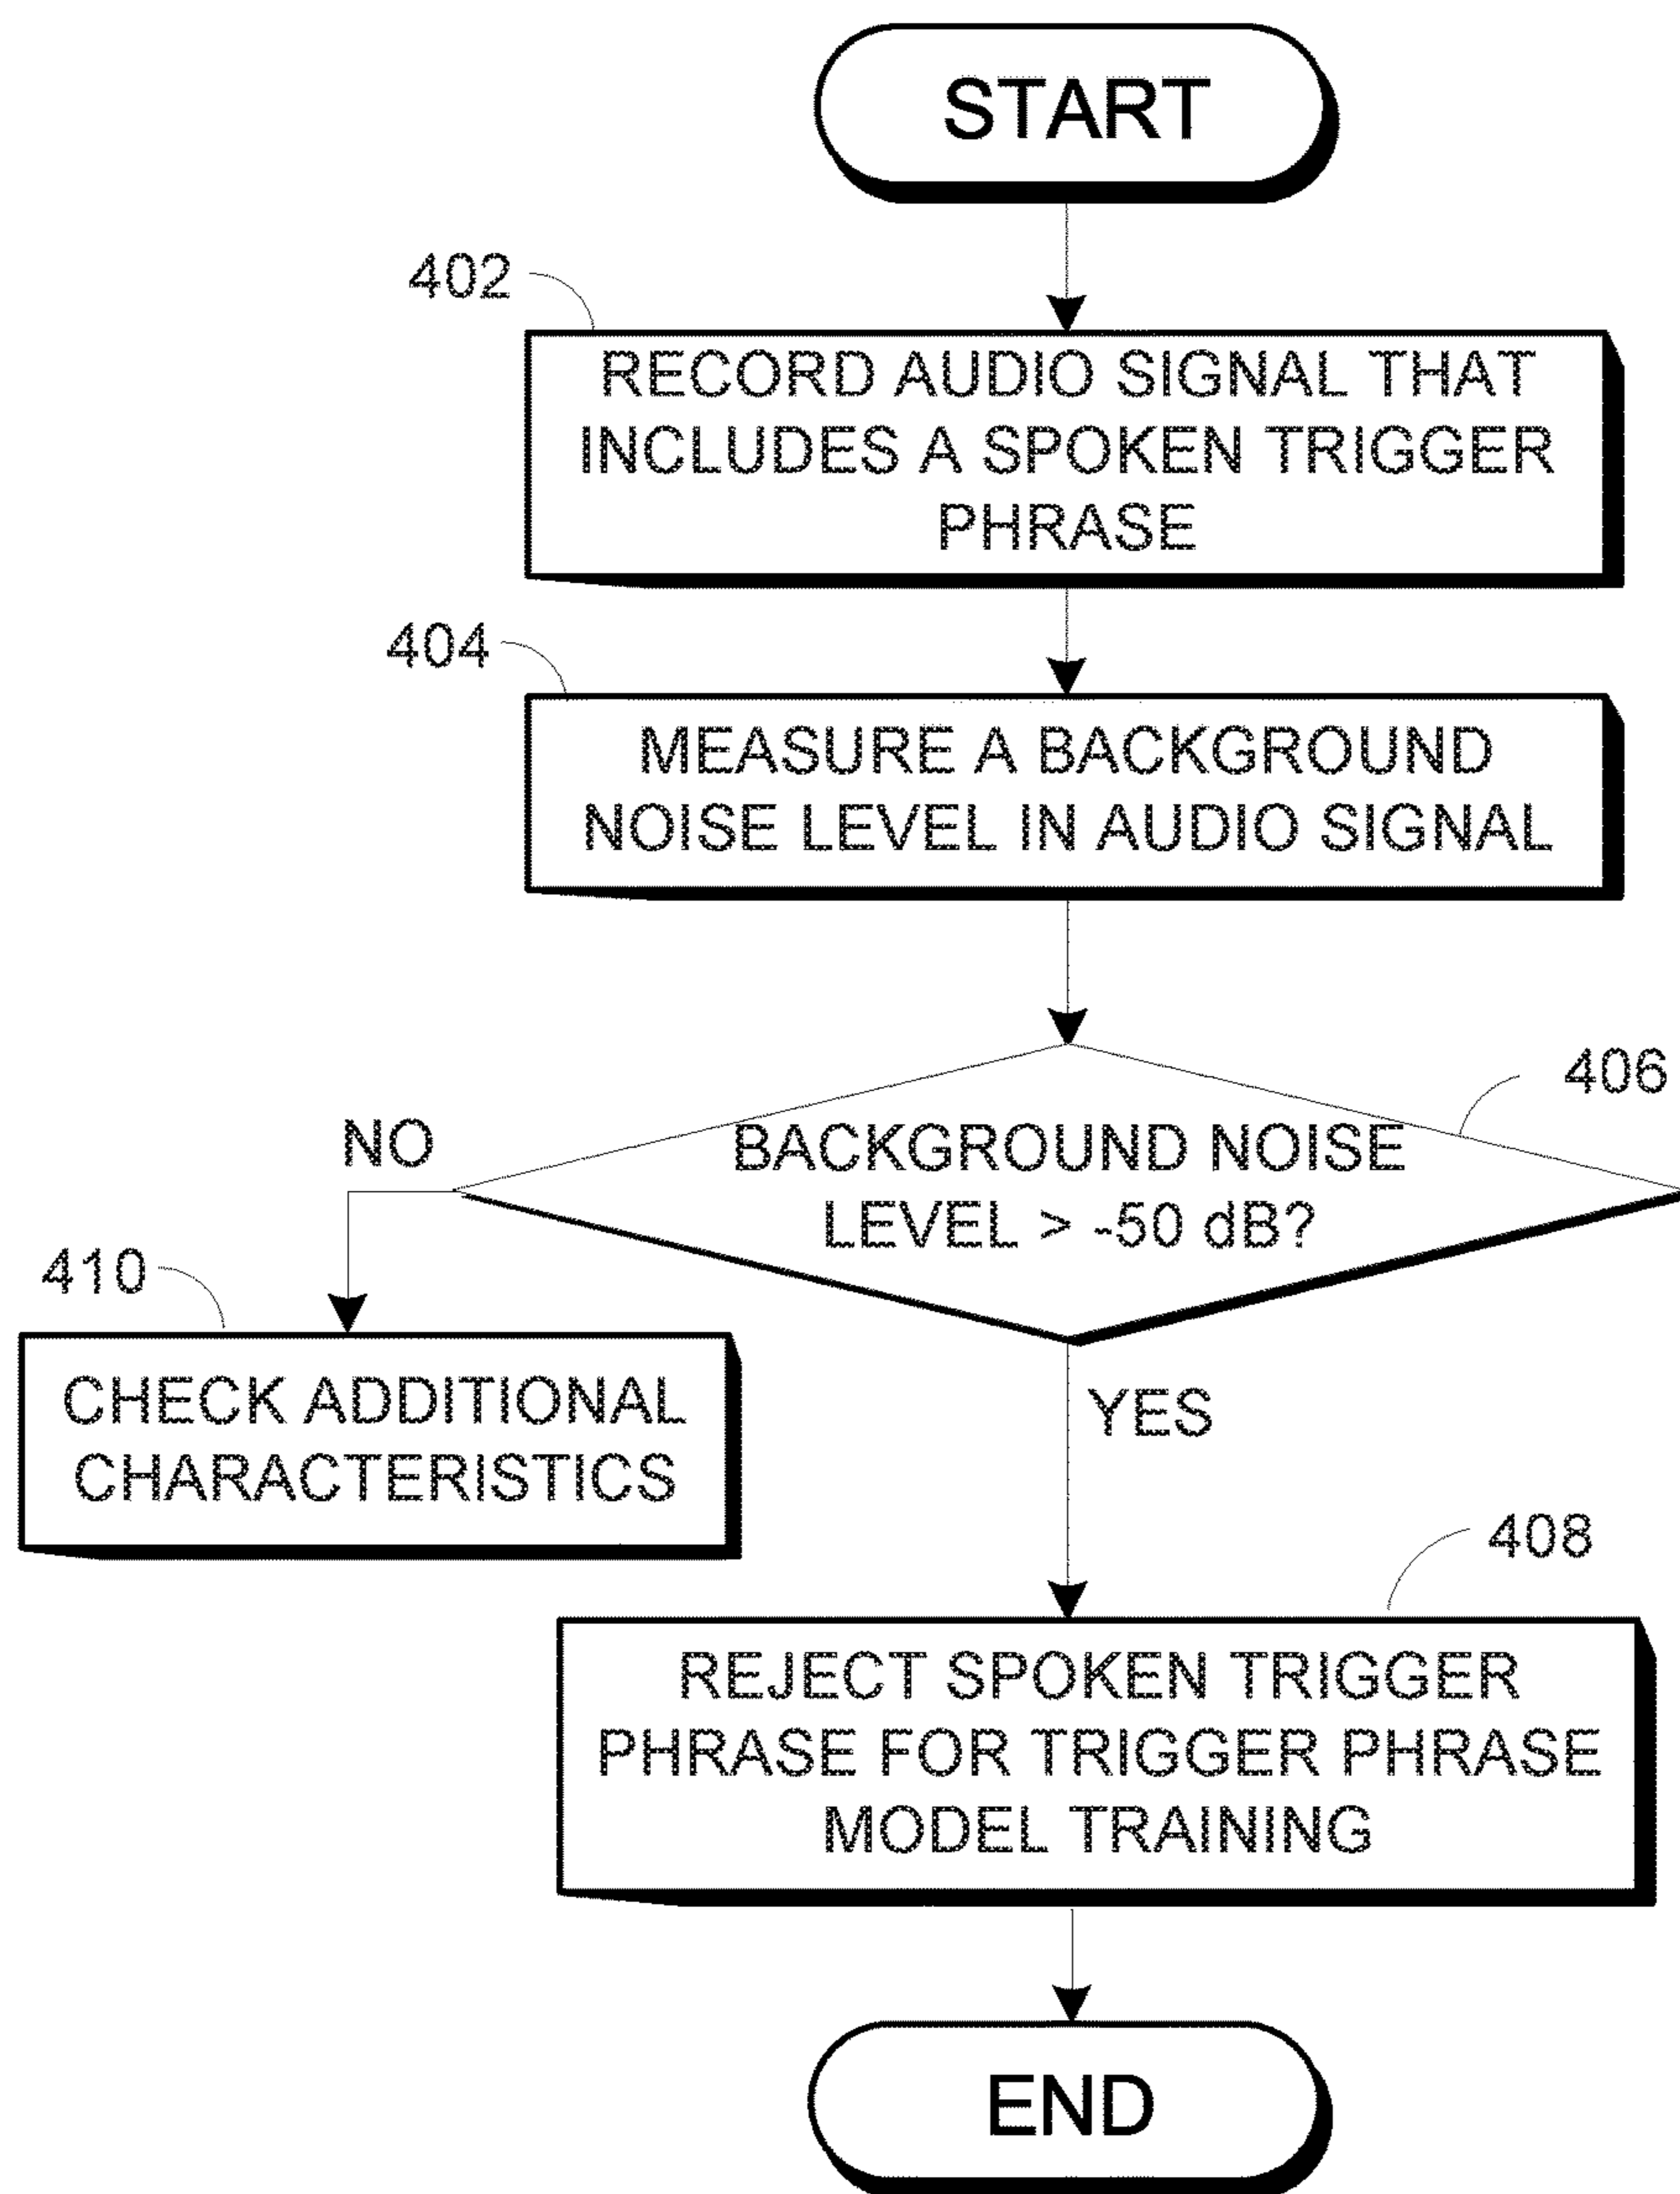 START
402
RECORD AUDIO SIGNAL THAT
INCLUDES A SPOKEN TRIGGER
PHRASE
404
MEASURE A BACKGROUND
NOISE LEVEL IN AUDIO SIGNAL
406
NO
BACKGROUND NOISE
LEVEL > -50 dB?
410
CHECK ADDITIONAL
CHARACTERISTICS
YES
408
REJECT SPOKEN TRIGGER
PHRASE FOR TRIGGER PHRASE
MODEL TRAINING
END